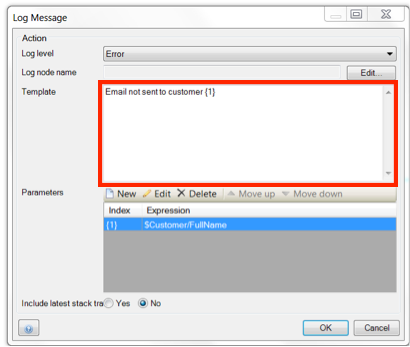 Log Message
Action
Log level Error
Log node name Edit...
Template Email not sent to customer {1}
Parameters New Edit Delete Move up Move down
Index Expression
{1} $Customer/FullName
Include latest stack tra Yes No
OK Cancel